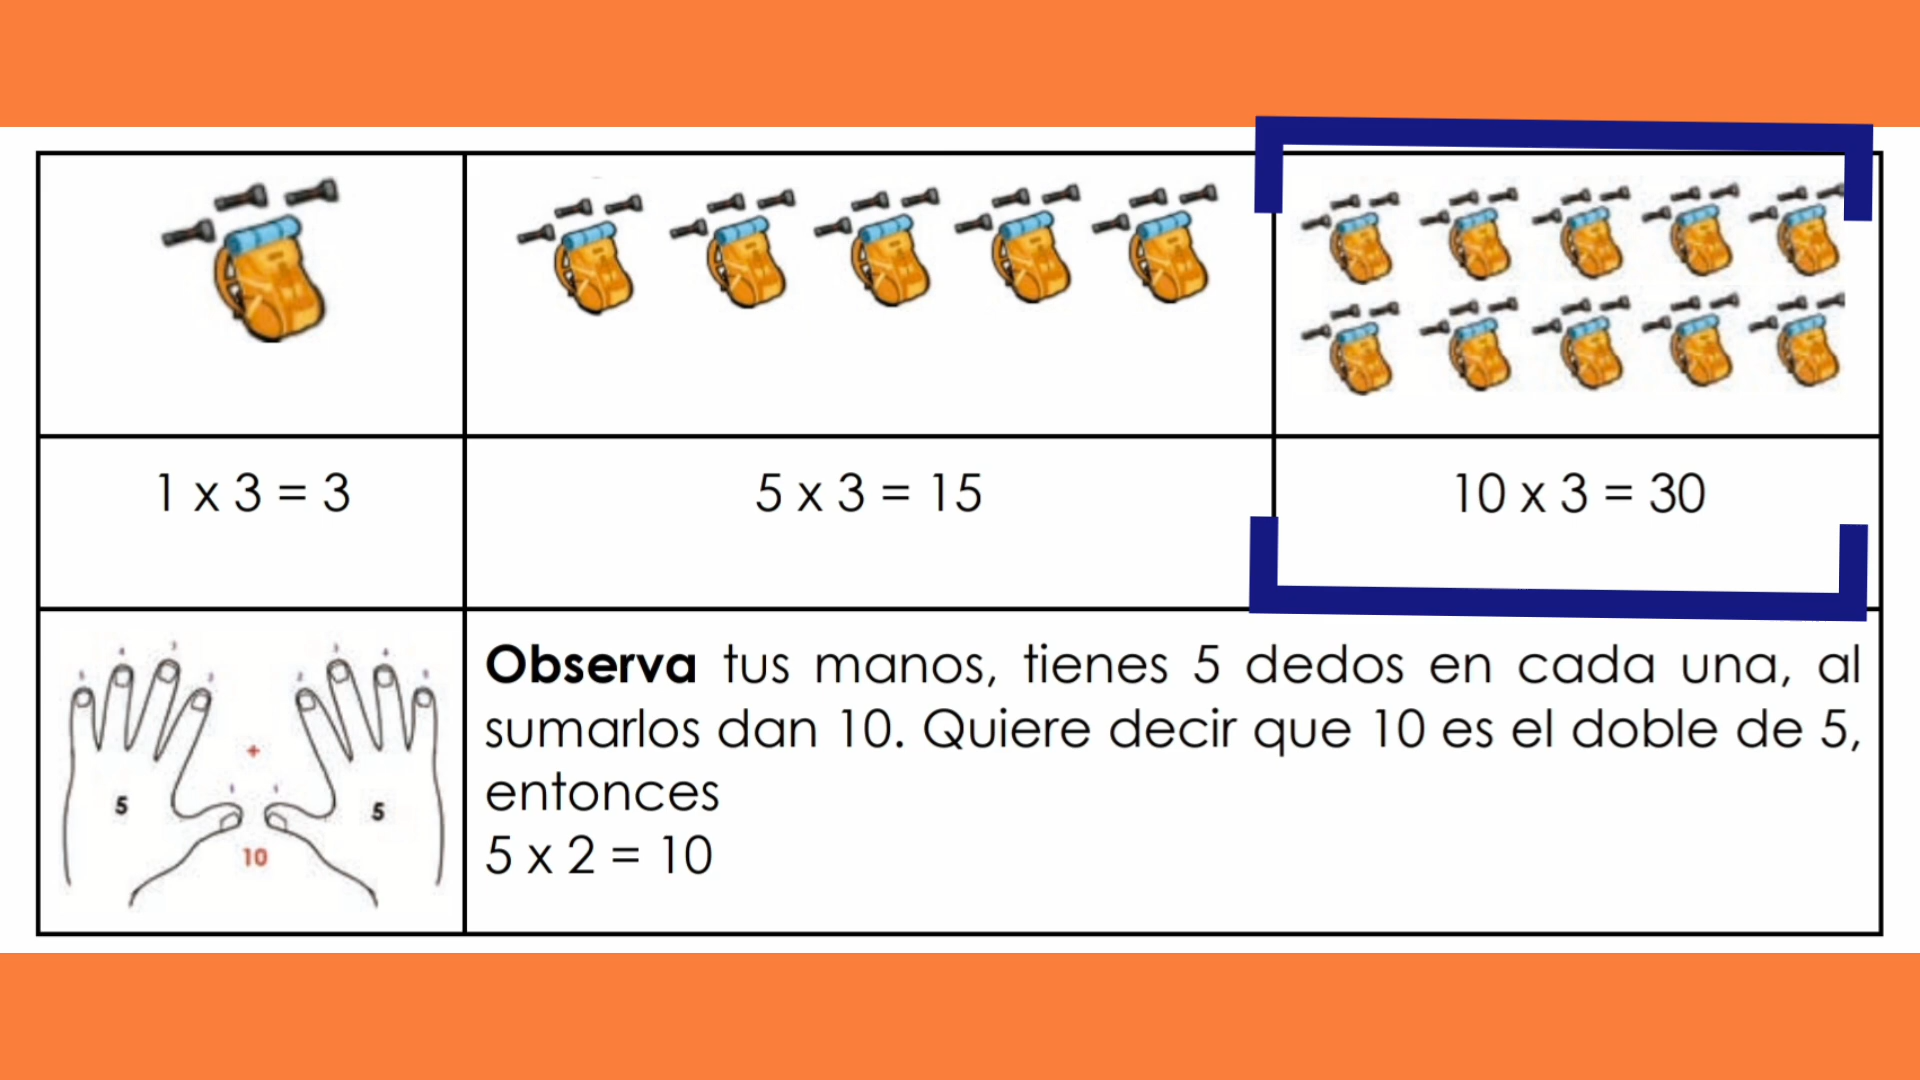 1 x 3 = 3
5 x 3 = 15
10 x 3 = 30
5
+
5
10
Observa tus manos, tienes 5 dedos en cada una, al
sumarlos dan 10. Quiere decir que 10 es el doble de 5,
entonces
5 x 2 = 10